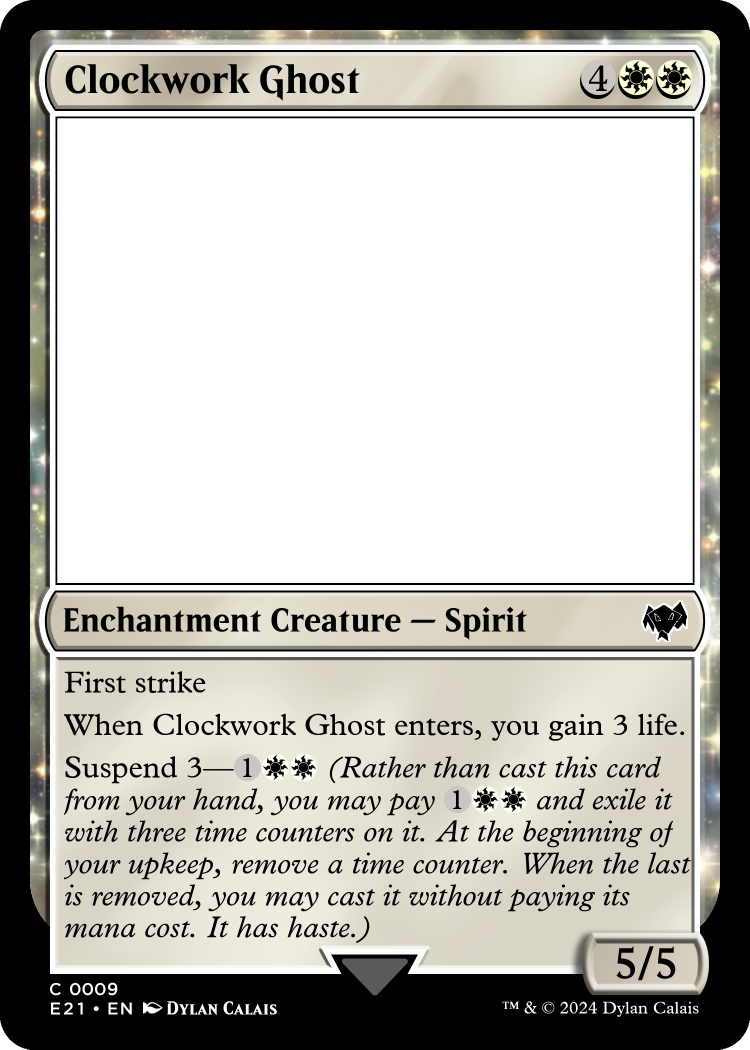 Clockwork Ghost 4
Enchantment Creature — Spirit
First strike
When Clockwork Ghost enters, you gain 3 life.
Suspend 3—1 (Rather than cast this card
from your hand, you may pay 1 and exile it
with three time counters on it. At the beginning of
your upkeep, remove a time counter. When the last
is removed, you may cast it without paying its
mana cost. It has haste.)
5/5
C 0009
E21 • EN Dylan Calais
™ & © 2024 Dylan Calais